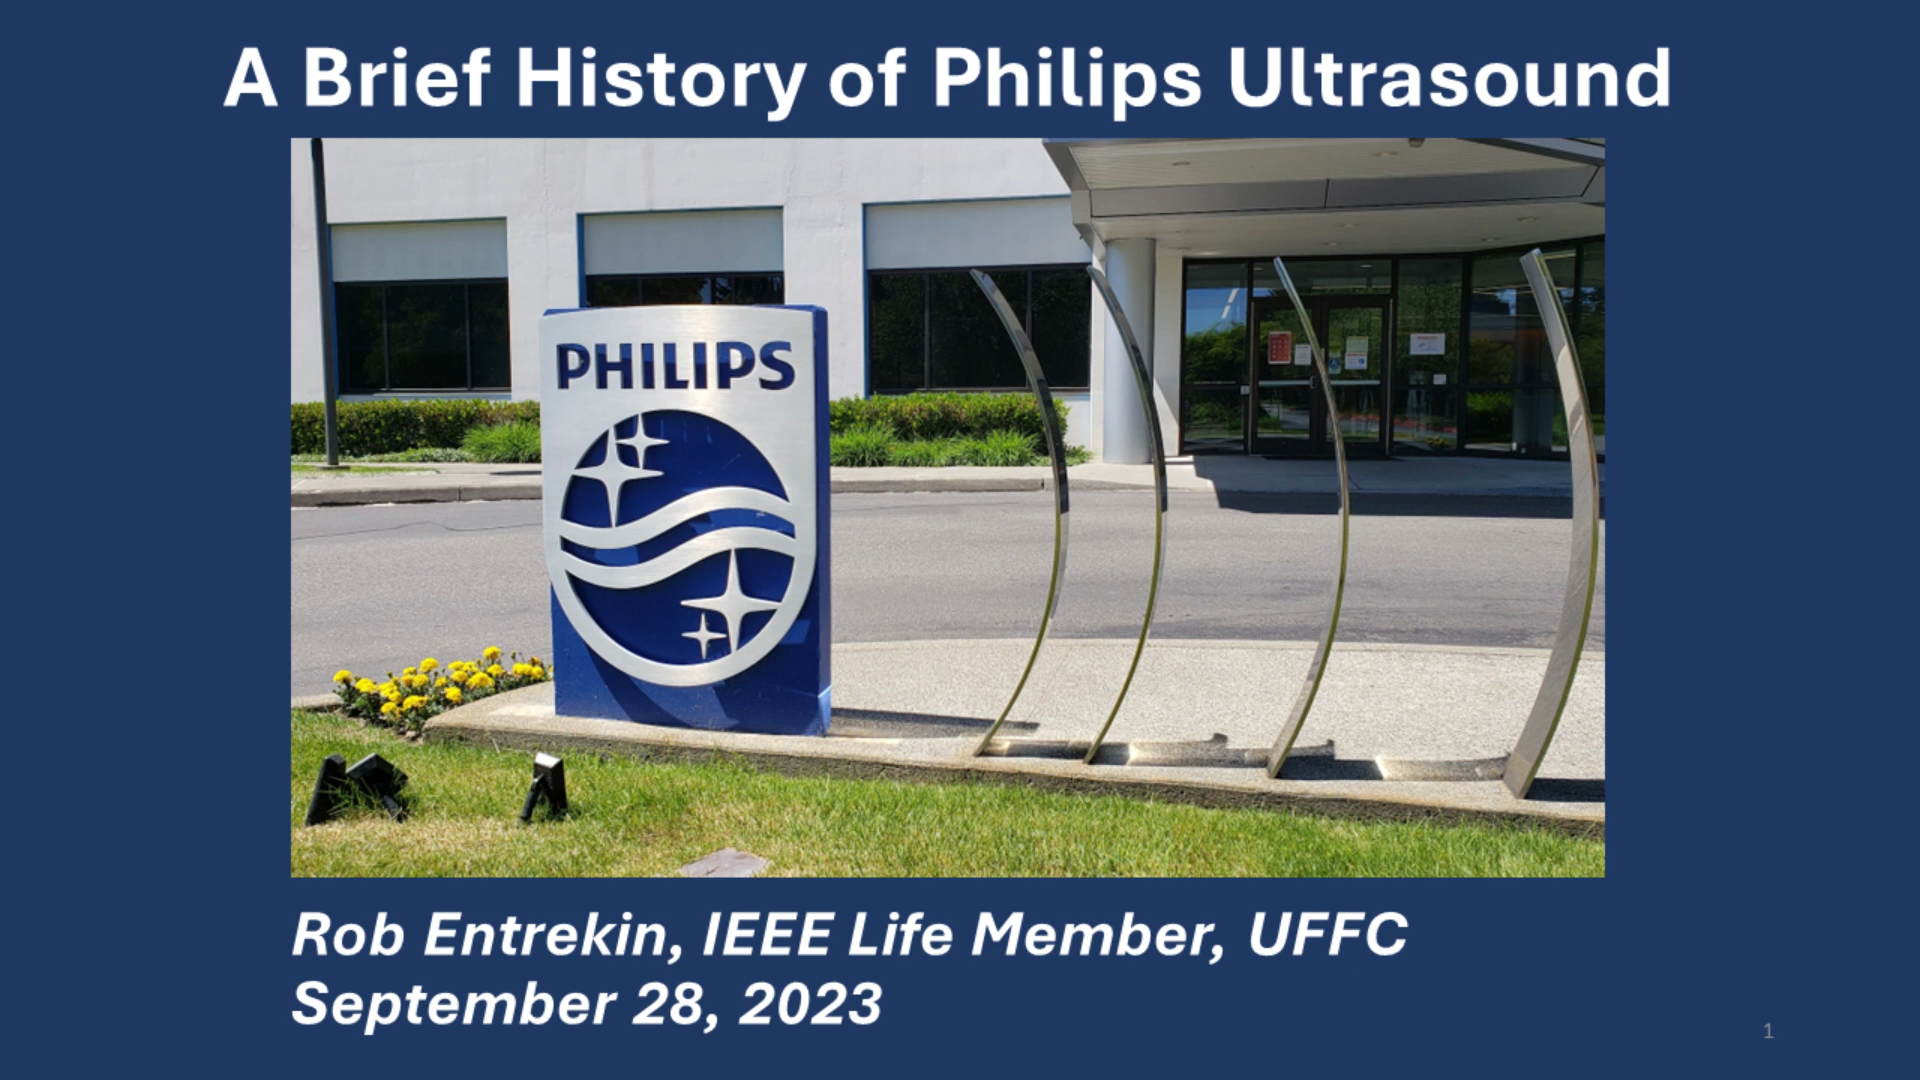 A Brief History of Philips Ultrasound
PHILIPS
Rob Entrekin, IEEE Life Member, UFFC
September 28, 2023
1